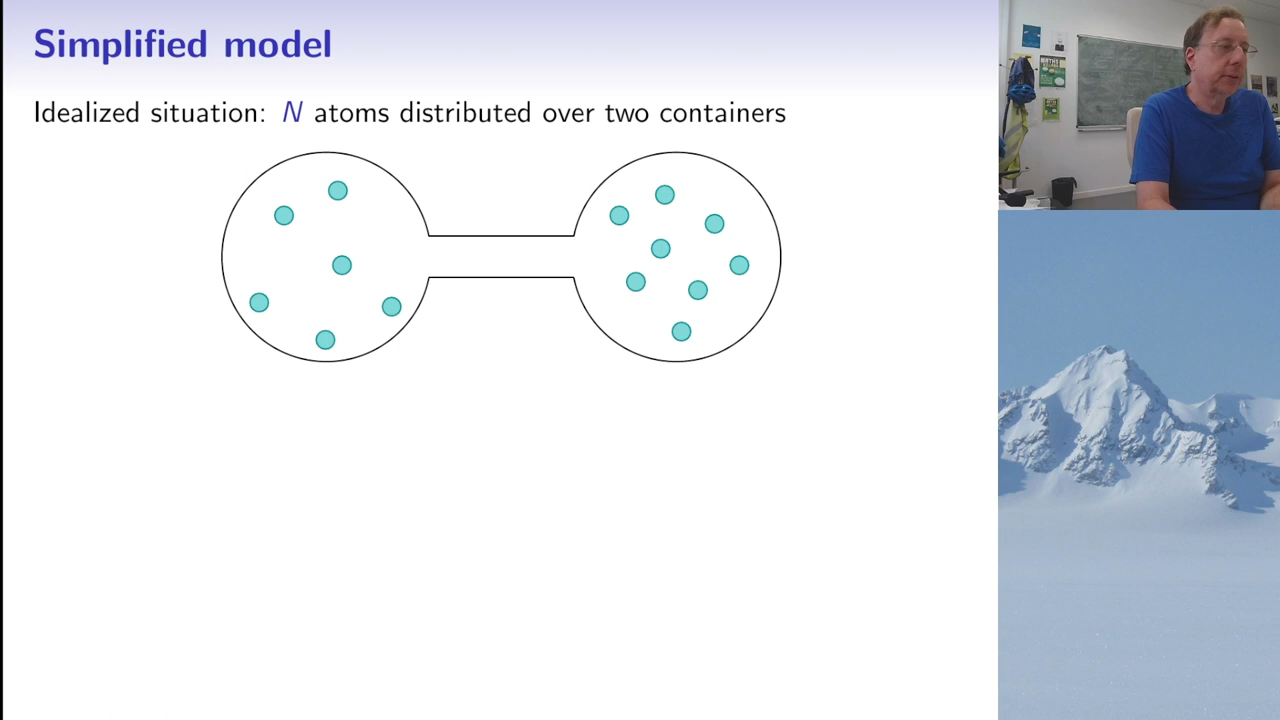 Simplified model
Idealized situation: N atoms distributed over two containers